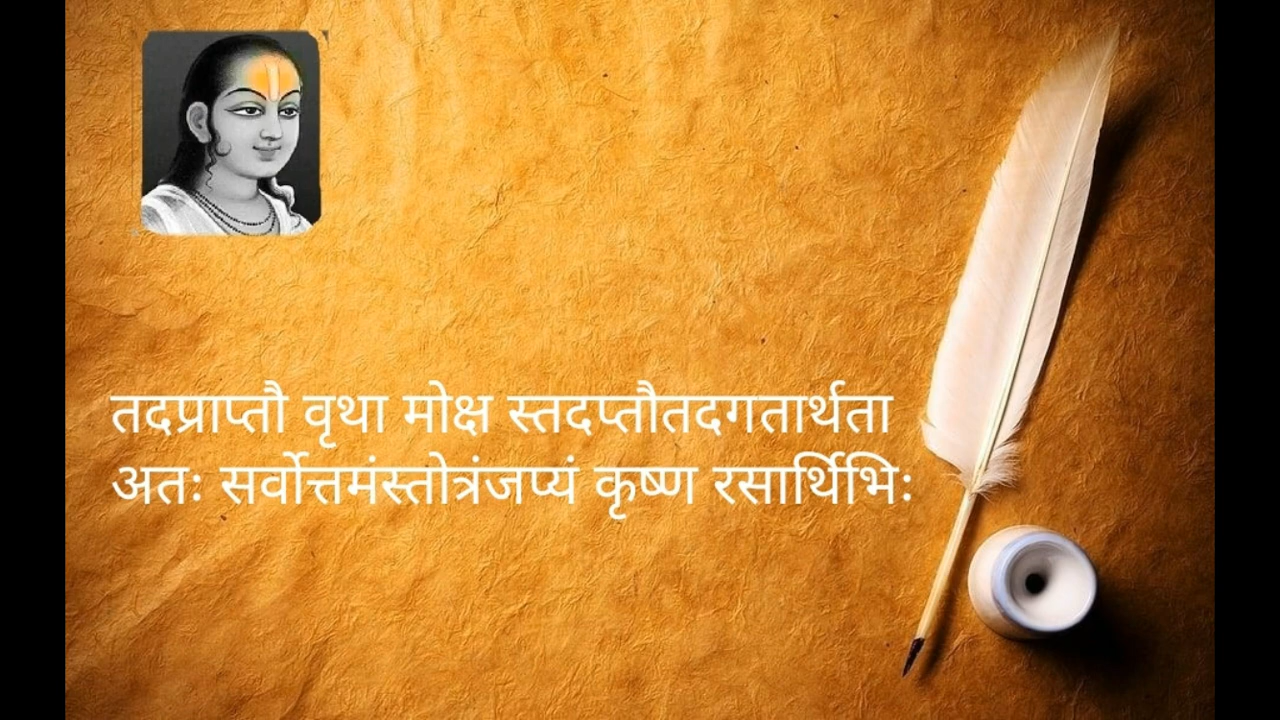 तदप्राप्तौ वृथा मोक्ष स्तदप्तौतदगतार्थता
अतः सर्वोत्तमंस्तोत्रंजप्यं कृष्ण रसार्थिभिः